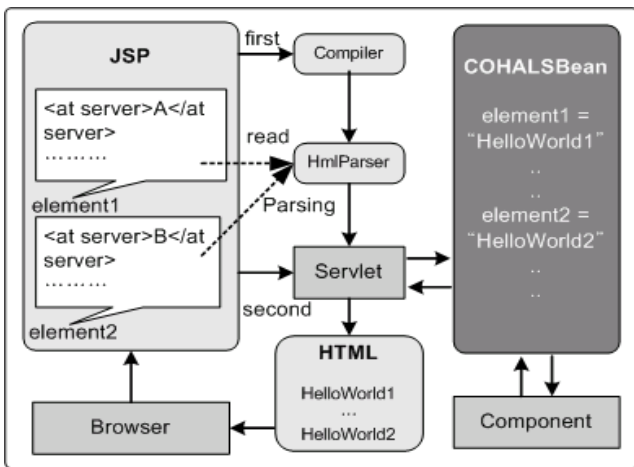 JSP
<at server>A</at
server>
………
element1
<at server>B</at
server>
………
element2
first
read
Parsing
second
Compiler
HmlParser
Servlet
HTML
HelloWorld1
...
HelloWorld2
Browser
COHALSBean
element1 =
“HelloWorld1”
..
..
element2 =
“HelloWorld2”
..
..
Component